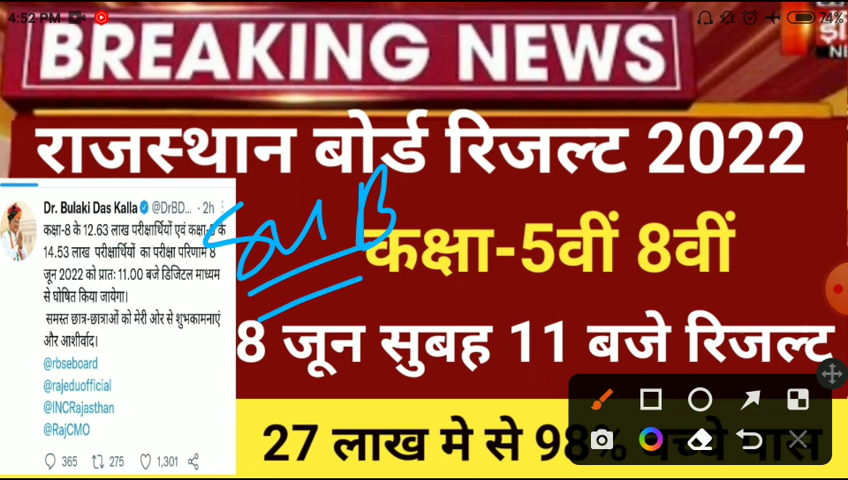 4:52 PM
74%
BREAKING NEWS
NE
राजस्थान बोर्ड रिजल्ट 2022
Dr. Bulaki Das Kalla @DrBD... · 2h
कक्षा-8 के 12.63 लाख परीक्षार्थियों एवं कक्षा-5 के
14.53 लाख परीक्षार्थियों का परीक्षा परिणाम 8
जून 2022 को प्रातः 11.00 बजे डिजिटल माध्यम
से घोषित किया जायेगा।
समस्त छात्र-छात्राओं को मेरी ओर से शुभकामनाएं
और आशीर्वाद।
@rbseboard
@rajeduofficial
@INCRajasthan
@RajCMO
365 275 1,301
कक्षा-5वीं 8वीं
8 जून सुबह 11 बजे रिजल्ट
27 लाख मे से 98% बच्चे पास